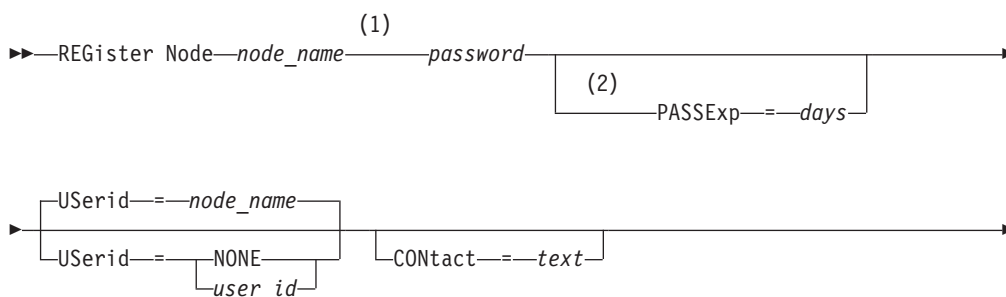 (1)
REGister Node node_name password
(2)
PASSExp = days
USerid = node_name
USerid = NONE
user id
CONtact = text